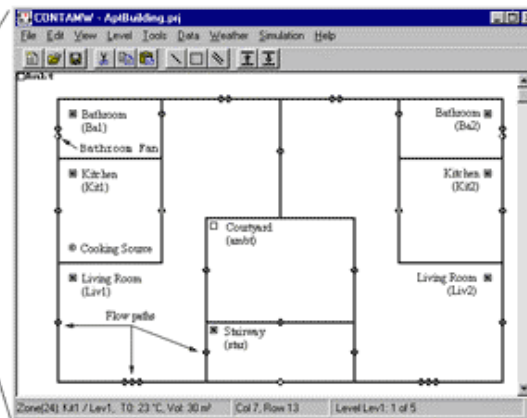 CONTAMW - AptBuilding.prj
File Edit View Level Tools Data Weather Simulation Help
Bathroom
(Ba1)
Bathroom Fan
Kitchen
(Kit1)
Cooking Source
Living Room
(Liv1)
Flow paths
Courtyard
(ambt)
Stairway
(star)
Bathroom
(Ba2)
Kitchen
(Kit2)
Living Room
(Liv2)
Zone(24): Kit1 / Lev1, T0: 23 °C, Vol: 30 m³ Col 7, Row 13 Level Lev1: 1 of 5